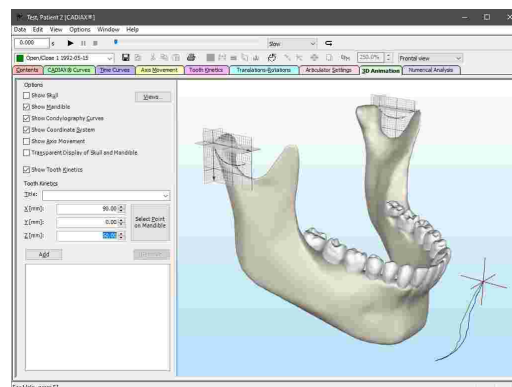 Test, Patient 2 [CADIAX®]
Date Edit View Options Window Help
0.000 s Slow
Open/Close 1 1992-05-15 250.0% Frontal view
Contents CADIAX® Curves Time Curves Axis Movement Tooth Kinetics Translations-Rotations Articulator Settings 3D Animation Numerical Analysis
Options
Show Skull Views...
Show Mandible
Show Condylography Curves
Show Coordinate System
Show Axis Movement
Transparent Display of Skull and Mandible
Show Tooth Kinetics
Tooth Kinetics
Title:
X [mm]: 90.00
Y [mm]: 0.00 Select Point
on Mandible
Z [mm]: 50.00
Add